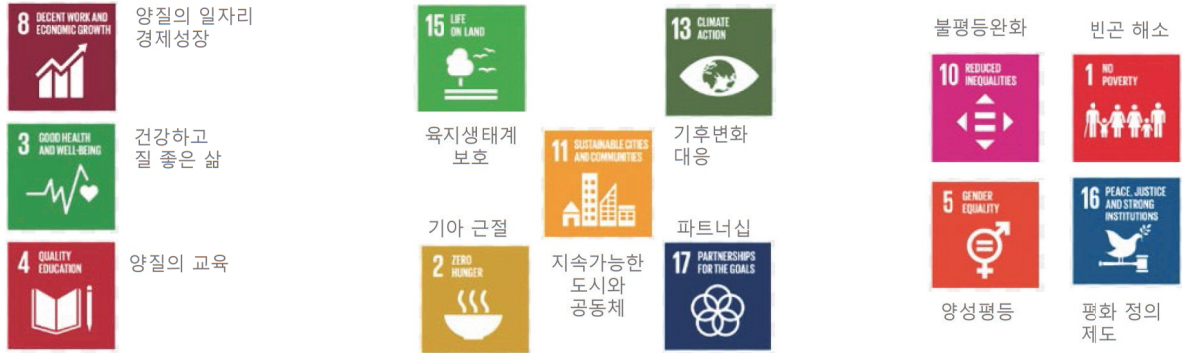 8 DECENT WORK AND
ECONOMIC GROWTH
양질의 일자리
경제성장
3 GOOD HEALTH
AND WELL-BEING
건강하고
질 좋은 삶
4 QUALITY
EDUCATION
양질의 교육
15 LIFE
ON LAND
육지생태계
보호
13 CLIMATE
ACTION
기후변화
대응
11 SUSTAINABLE CITIES
AND COMMUNITIES
지속가능한
도시와
공동체
기아 근절
2 ZERO
HUNGER
파트너십
17 PARTNERSHIPS
FOR THE GOALS
불평등완화
10 REDUCED
INEQUALITIES
빈곤 해소
1 NO
POVERTY
5 GENDER
EQUALITY
양성평등
16 PEACE, JUSTICE
AND STRONG
INSTITUTIONS
평화 정의
제도